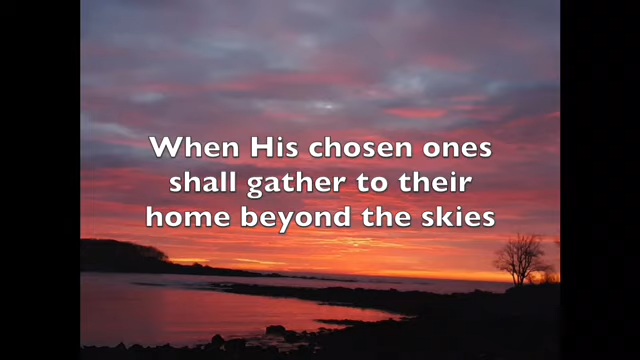 When His chosen ones
shall gather to their
home beyond the skies